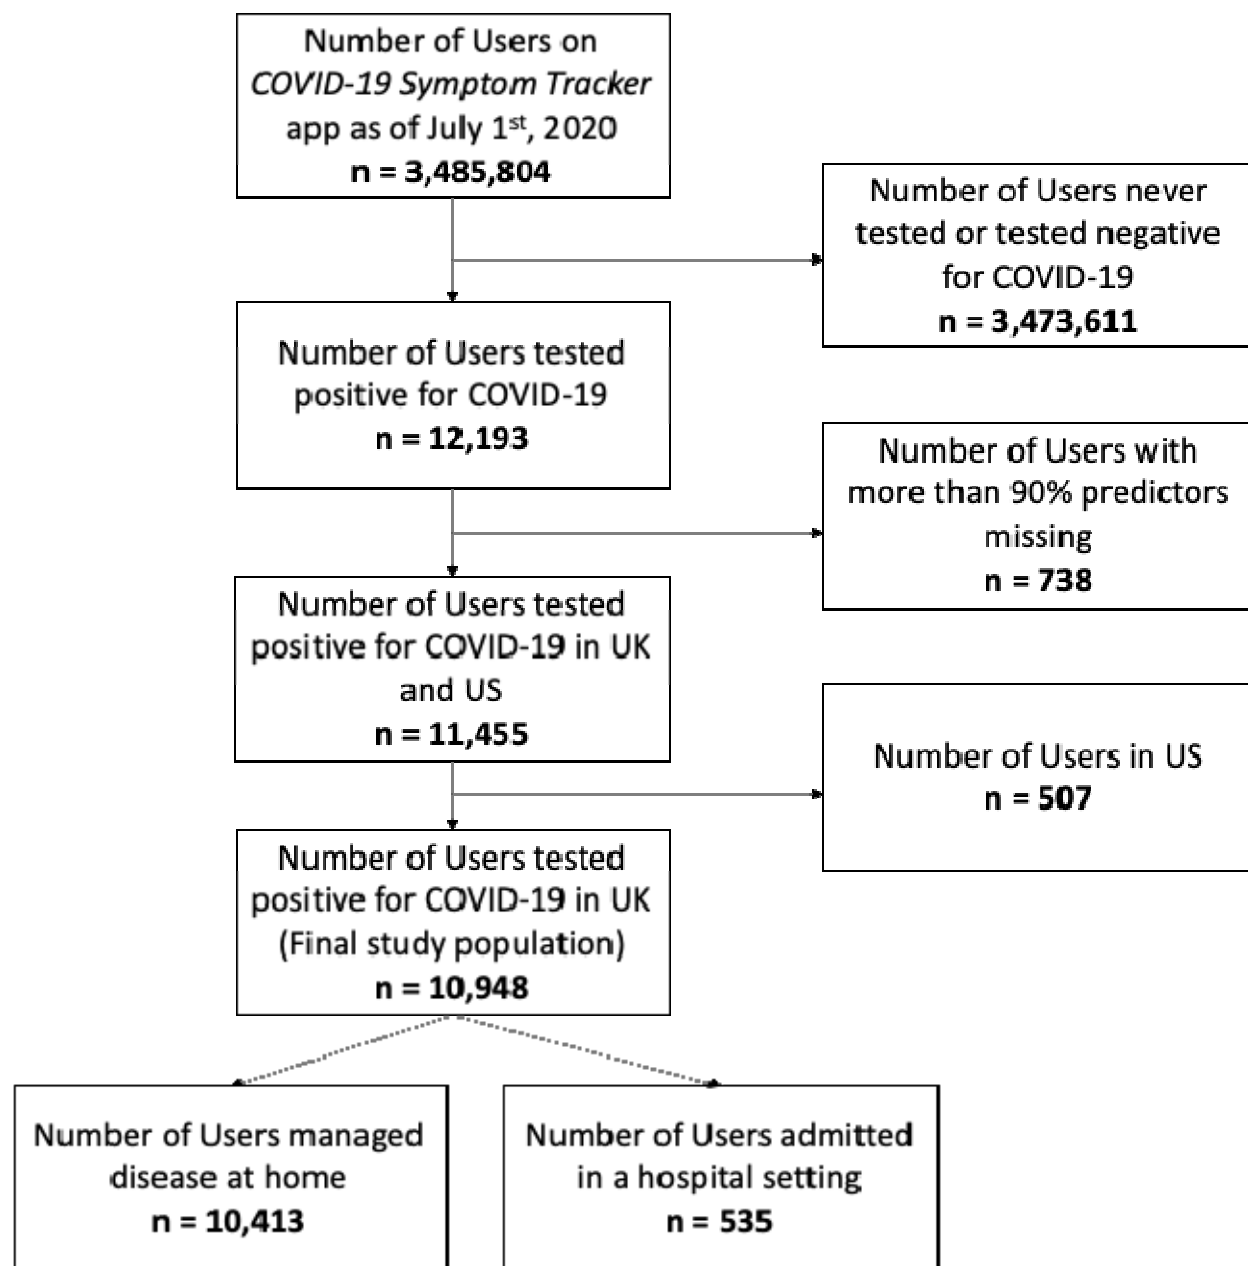 Number of Users on
COVID-19 Symptom Tracker
app as of July 1st, 2020
n = 3,485,804
Number of Users never
tested or tested negative
for COVID-19
n = 3,473,611
Number of Users tested
positive for COVID-19
n = 12,193
Number of Users with
more than 90% predictors
missing
n = 738
Number of Users tested
positive for COVID-19 in UK
and US
n = 11,455
Number of Users in US
n = 507
Number of Users tested
positive for COVID-19 in UK
(Final study population)
n = 10,948
Number of Users managed
disease at home
n = 10,413
Number of Users admitted
in a hospital setting
n = 535